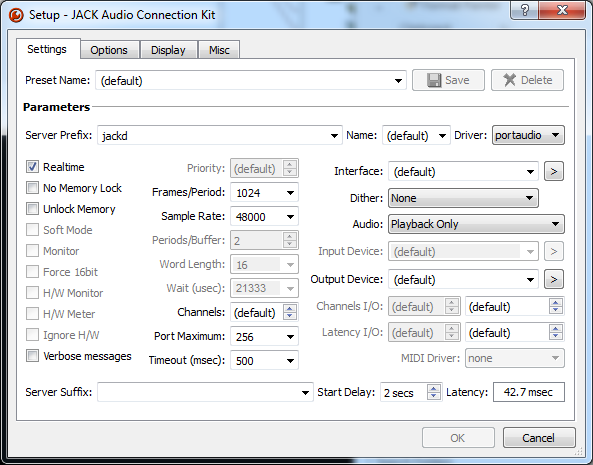 Setup - JACK Audio Connection Kit
Settings Options Display Misc
Preset Name: (default) Save Delete
Parameters
Server Prefix: jackd Name: (default) Driver: portaudio
Realtime Priority: (default) Interface: (default) >
No Memory Lock Frames/Period: 1024 Dither: None
Unlock Memory Sample Rate: 48000 Audio: Playback Only
Soft Mode Periods/Buffer: 2 Input Device: (default) >
Monitor Word Length: 16 Output Device: (default) >
Force 16bit Wait (usec): 21333 Channels I/O: (default) (default)
H/W Monitor Channels: (default) Latency I/O: (default) (default)
H/W Meter Port Maximum: 256 MIDI Driver: none
Ignore H/W Timeout (msec): 500
Verbose messages
Server Suffix: Start Delay: 2 secs Latency: 42.7 msec
OK Cancel